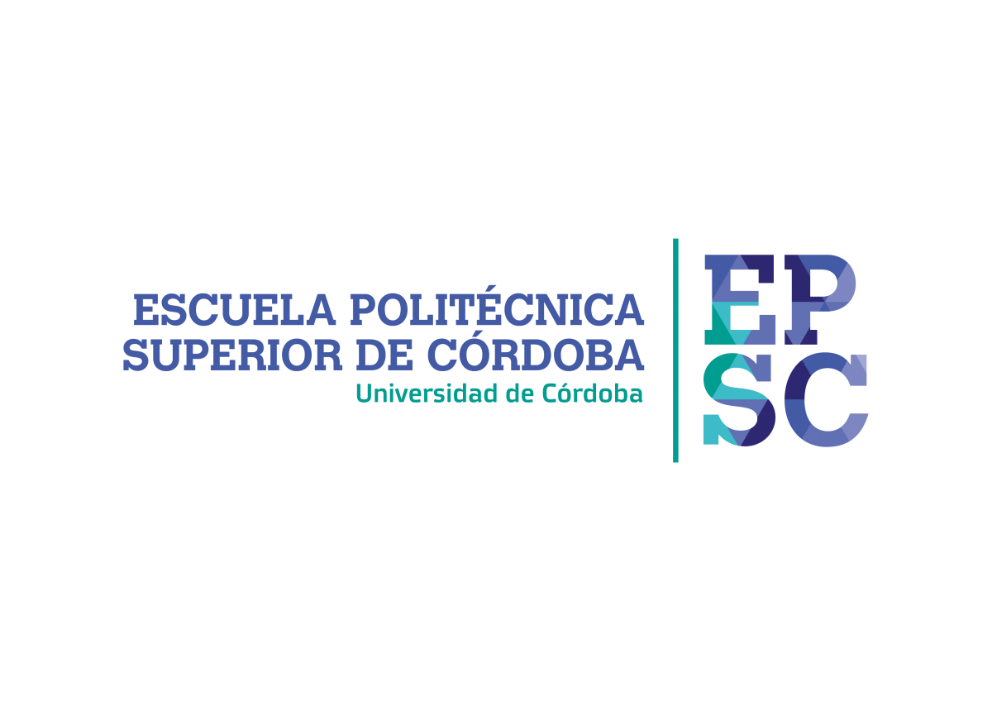 ESCUELA POLITÉCNICA
SUPERIOR DE CÓRDOBA
Universidad de Córdoba
EP
SC